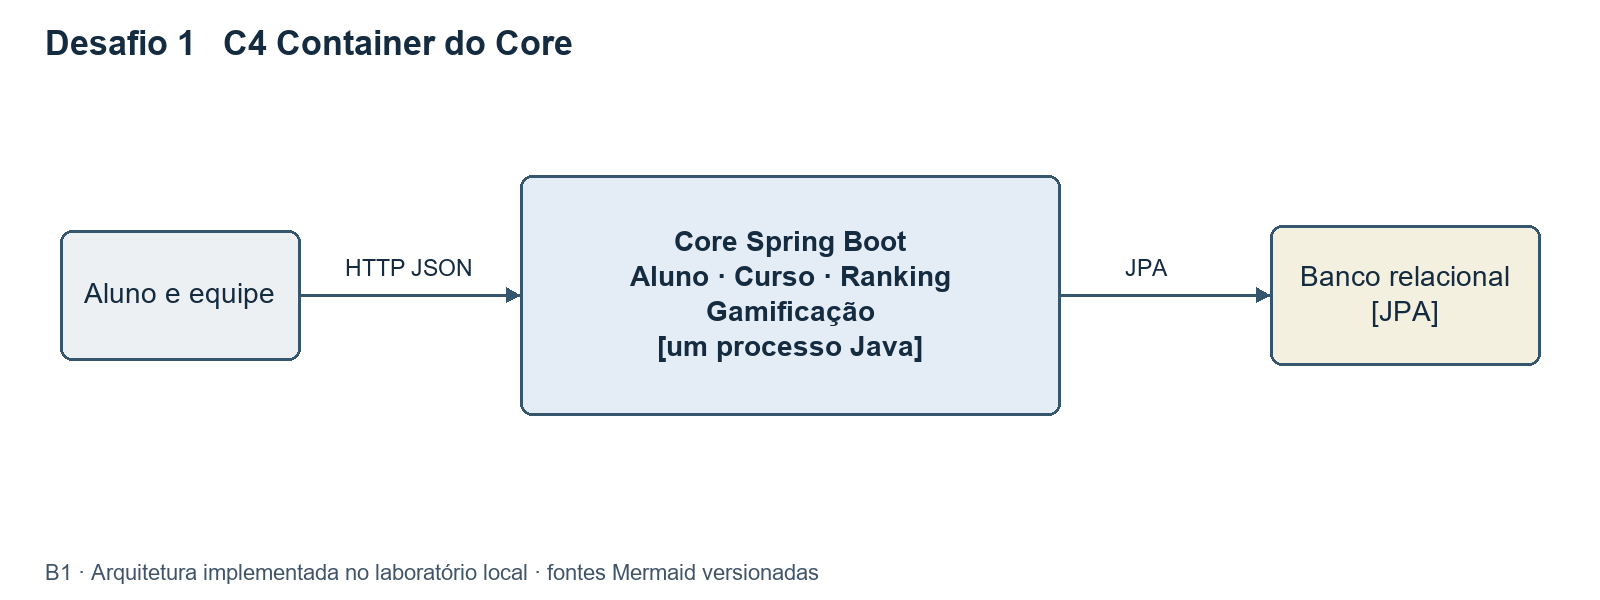 Desafio 1 C4 Container do Core
Aluno e equipe
HTTP JSON
Core Spring Boot
Aluno · Curso · Ranking
Gamificação
[um processo Java]
JPA
Banco relacional
[JPA]
B1 · Arquitetura implementada no laboratório local · fontes Mermaid versionadas